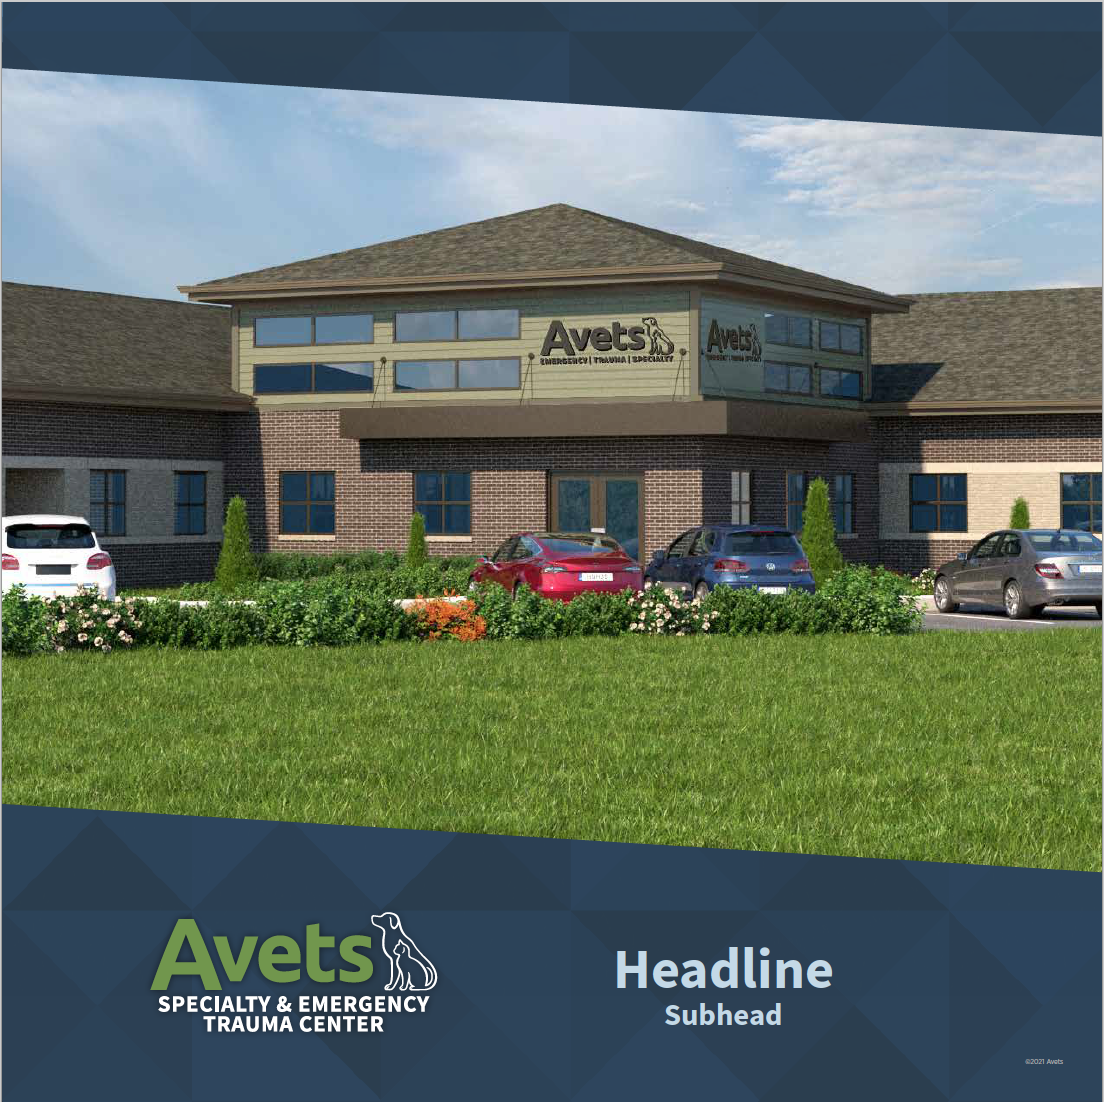 Avets
EMERGENCY | TRAUMA | SPECIALTY
Avets
Avets
SPECIALTY & EMERGENCY
TRAUMA CENTER
Headline
Subhead
©2021 Avets